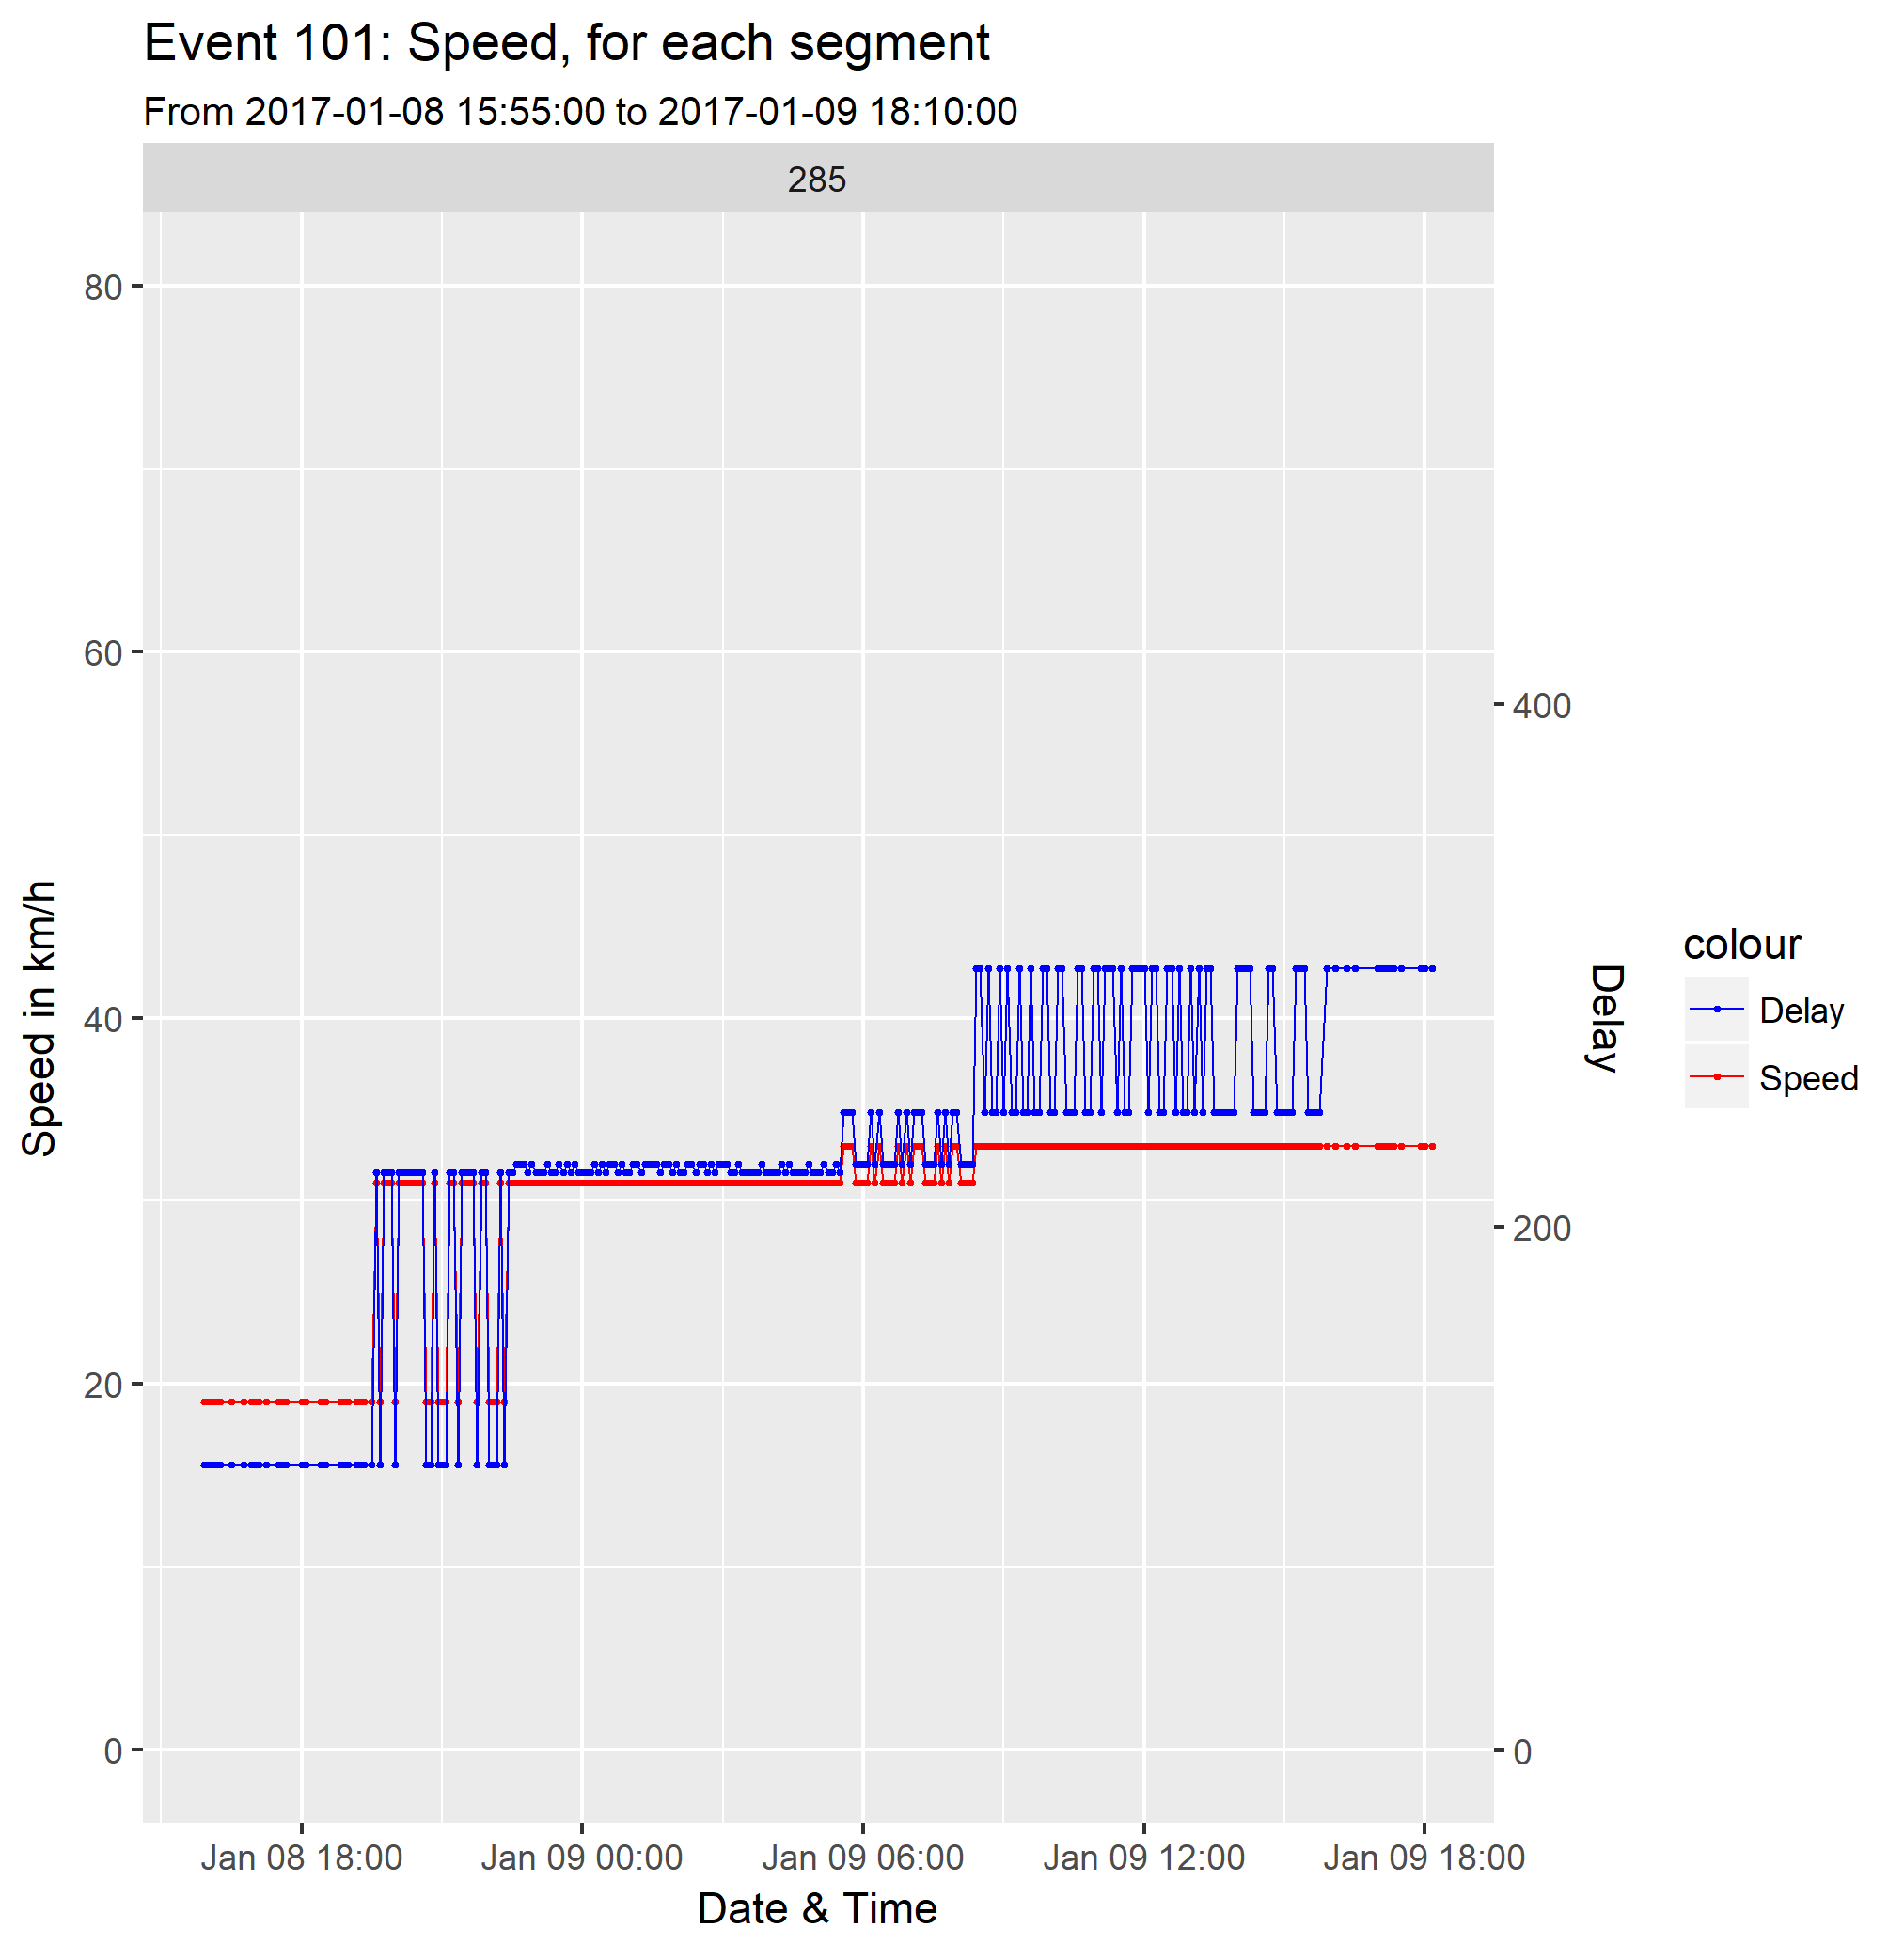 Event 101: Speed, for each segment
From 2017-01-08 15:55:00 to 2017-01-09 18:10:00
285
80
60
40
20
0
Speed in km/h
400
200
0
Delay
colour
Delay
Speed
Jan 08 18:00
Jan 09 00:00
Jan 09 06:00
Jan 09 12:00
Jan 09 18:00
Date & Time